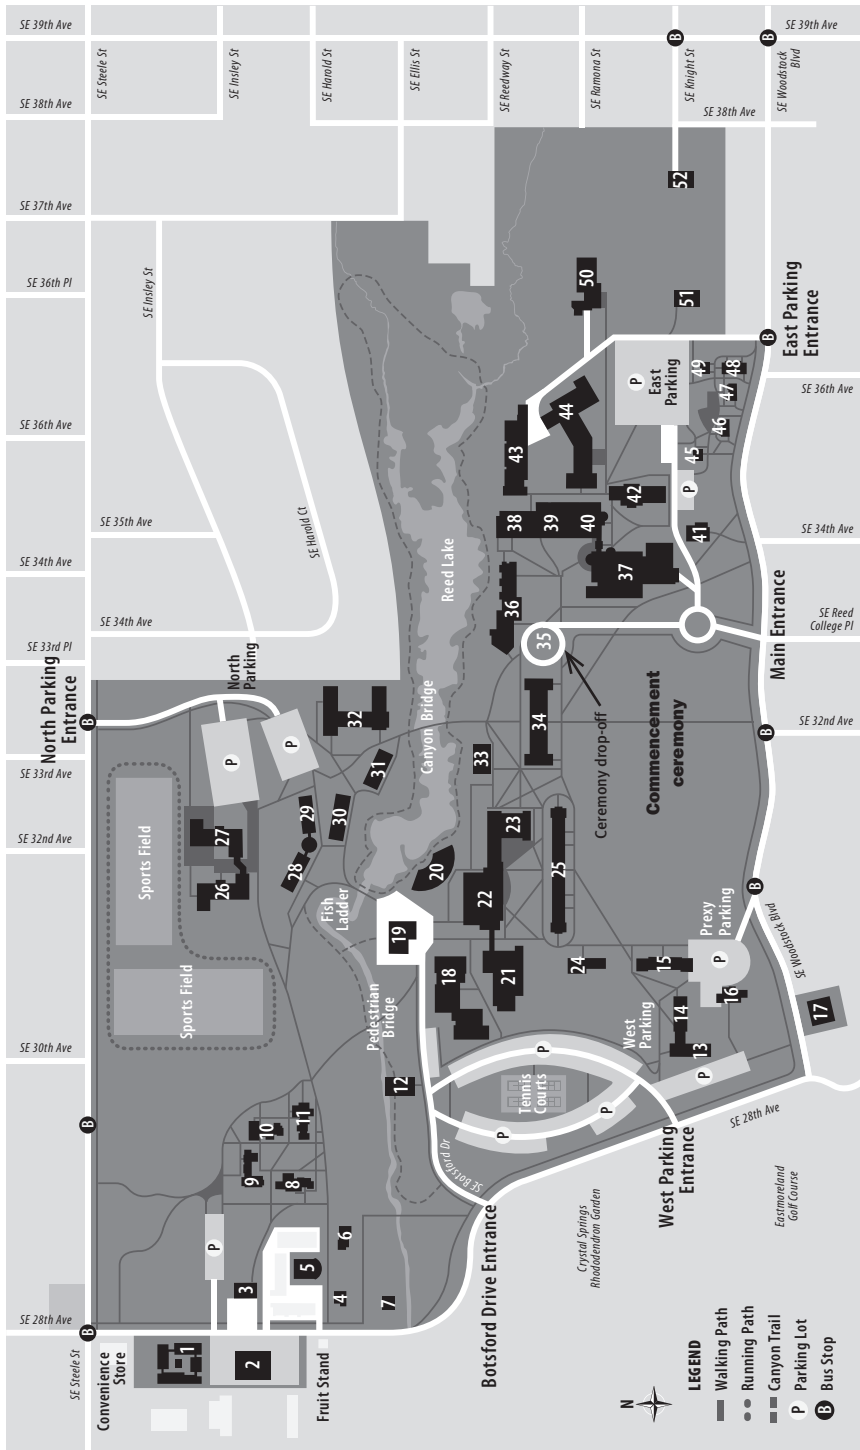 SE 39th Ave
SE 39th Ave
SE Steele St
SE Insley St
SE Harold St
SE Ellis St
SE Reedway St
SE Ramona St
B
SE Knight St
B
SE Woodstock
Blvd
SE 38th Ave
SE 38th Ave
SE 37th Ave
52
SE 36th Pl
SE Insley St
50
51
East Parking
Entrance
B
SE 36th Ave
SE 36th Ave
P
East
Parking
49
48
47
46
45
44
43
42
P
41
SE 35th Ave
SE Harold Ct
SE 34th Ave
SE 34th Ave
SE 34th Ave
38
39
40
37
36
Reed Lake
35
SE 33rd Pl
SE Reed
College Pl
Main Entrance
North Parking
Entrance
B
North
Parking
32
Canyon Bridge
34
Ceremony drop-off
Commencement
ceremony
SE 32nd Ave
B
SE 33rd Ave
P
P
31
33
SE 32nd Ave
Sports Field
27
26
29
28
30
23
22
20
25
Fish
Ladder
19
B
Prexy
Parking
P
SE Woodstock Blvd
Sports Field
Pedestrian
Bridge
18
21
24
15
16
14
13
17
West
Parking
SE 30th Ave
P
P
P
P
Tennis
Courts
12
11
10
9
8
B
SE Botsford Dr
SE 28th Ave
West Parking
Entrance
Eastmoreland
Golf Course
Crystal Springs
Rhododendron Garden
Botsford Drive Entrance
P
6
5
3
4
7
SE 28th Ave
B
SE Steele St
Convenience
Store
1
2
Fruit Stand
N
LEGEND
Walking Path
Running Path
Canyon Trail
P Parking Lot
B Bus Stop